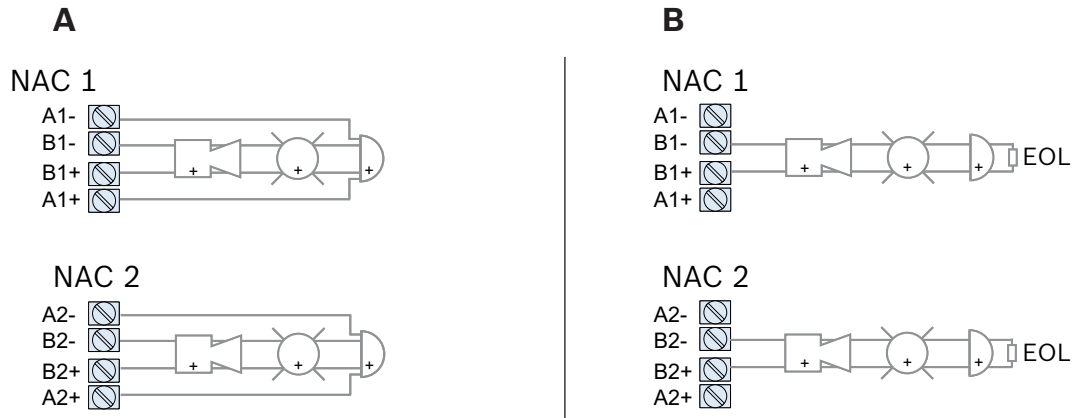 A
NAC 1
A1-
B1-
B1+
A1+
+ + +
NAC 2
A2-
B2-
B2+
A2+
+ + +
B
NAC 1
A1-
B1-
B1+
A1+
+ + +
EOL
NAC 2
A2-
B2-
B2+
A2+
+ + +
EOL